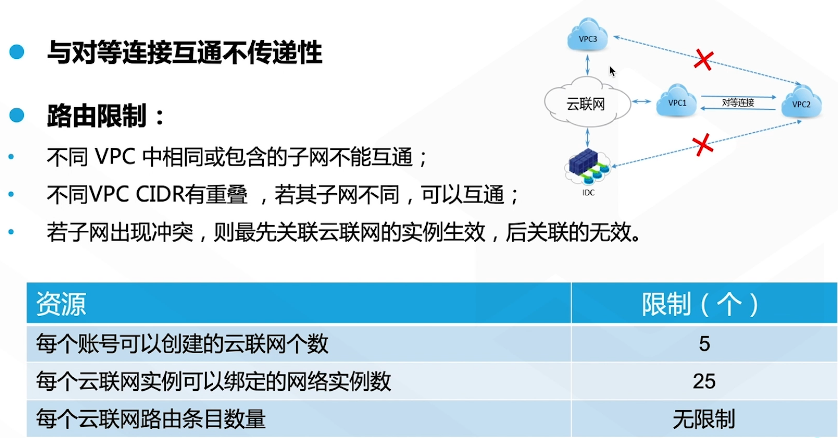 与对等连接互通不传递性
路由限制：
不同 VPC 中相同或包含的子网不能互通；
不同VPC CIDR有重叠 ，若其子网不同，可以互通；
若子网出现冲突，则最先关联云联网的实例生效，后关联的无效。
VPC3
云联网
VPC1
对等连接
VPC2
IDC
资源 限制（个）
每个账号可以创建的云联网个数 5
每个云联网实例可以绑定的网络实例数 25
每个云联网路由条目数量 无限制